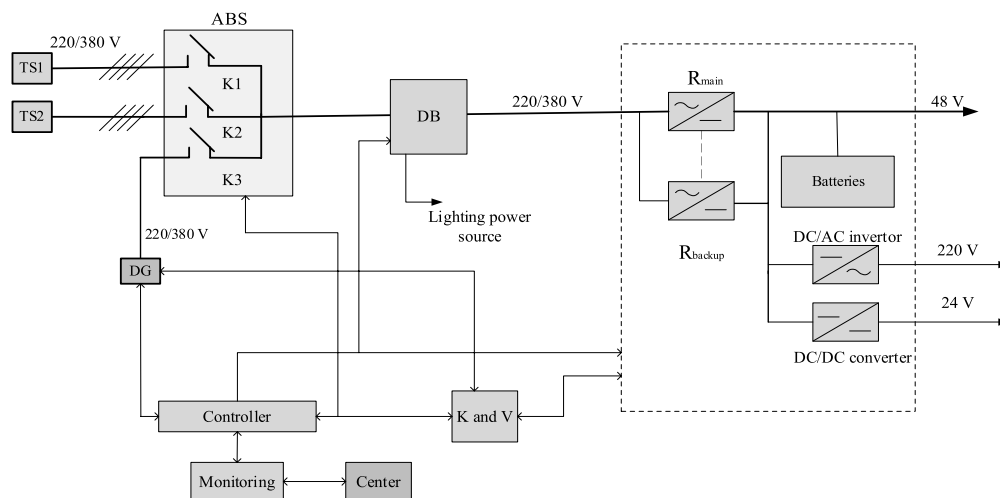 ABS
220/380 V
TS1
K1
TS2
K2
DB
220/380 V
Rmain
48 V
K3
Batteries
Lighting power
source
220/380 V
Rbackup
DC/AC invertor
220 V
DG
24 V
DC/DC converter
Controller
K and V
Monitoring
Center